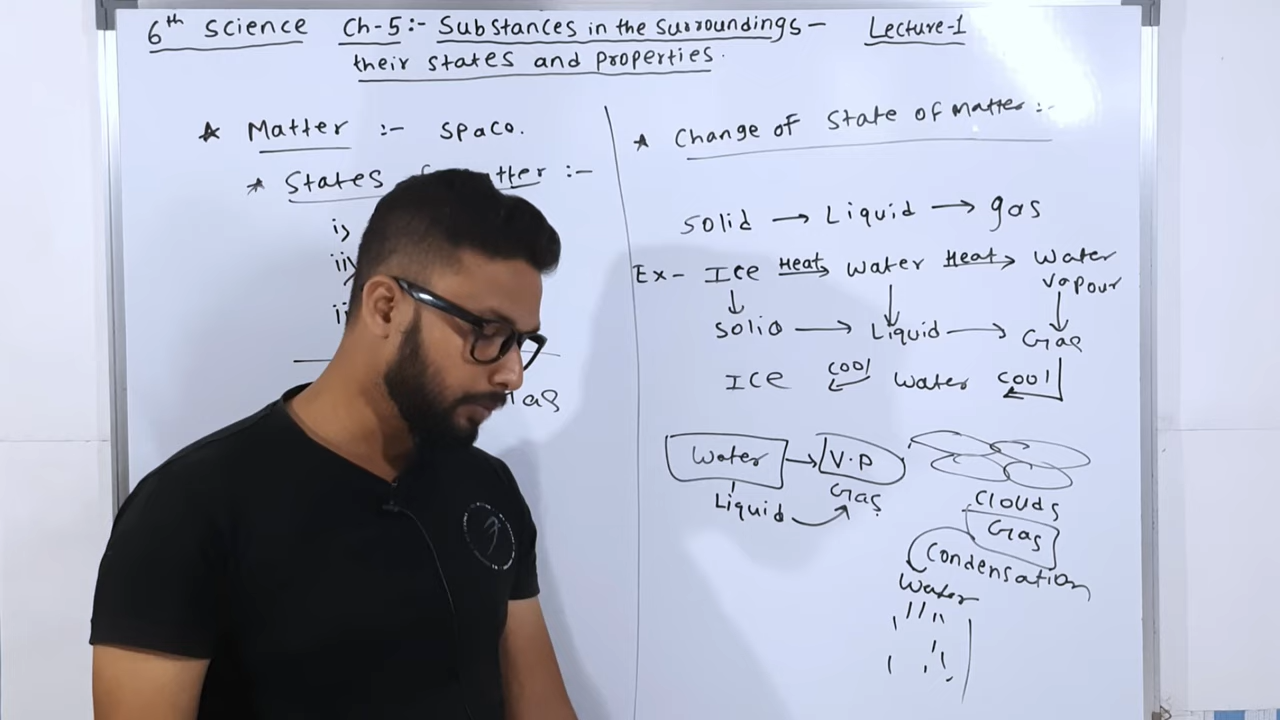 6th Science Ch-5:- Substances in the Surroundings - Lecture-1
their states and properties.
* Matter :- Space.
* States :-
i>
ii>
* Change of State of Matter :-
Solid → Liquid → gas
Ex- Ice Heat→ Water Heat→ Water
Vapour
↓ ↓ ↓
Solid → Liquid → Gas
ICE cool← Water cool←
Water → V.P
Liquid Gas
Clouds
Gas
Condensation
Water